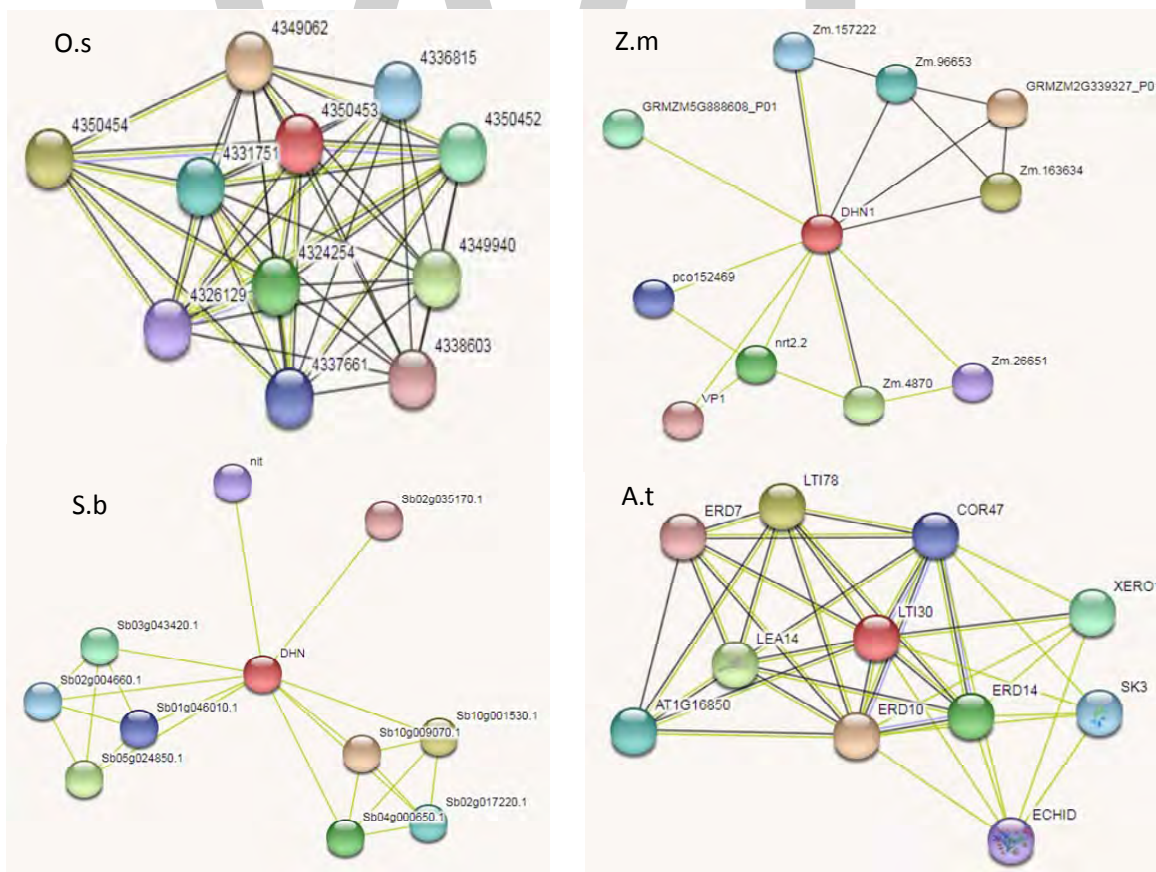 O.s
4349062
4336815
4350453
4350452
4350454
4331751
4349940
4324254
4326129
4338603
4337661
Z.m
Zm.157222
Zm.96653
GRMZM2G339327_P0
GRMZM5G888608_P01
Zm.163634
DHN1
pco152469
nrt2.2
Zm.26651
Zm.4870
VP1
S.b
nit
Sb02g035170.1
Sb03g043420.1
DHN
Sb02g004660.1
Sb01g046010.1
Sb10g001530.1
Sb10g009070.1
Sb05g024850.1
Sb02g017220.1
Sb04g000650.1
A.t
LTI78
ERD7
COR47
XERO1
LTI30
LEA14
SK3
ERD14
AT1G16850
ERD10
ECHID